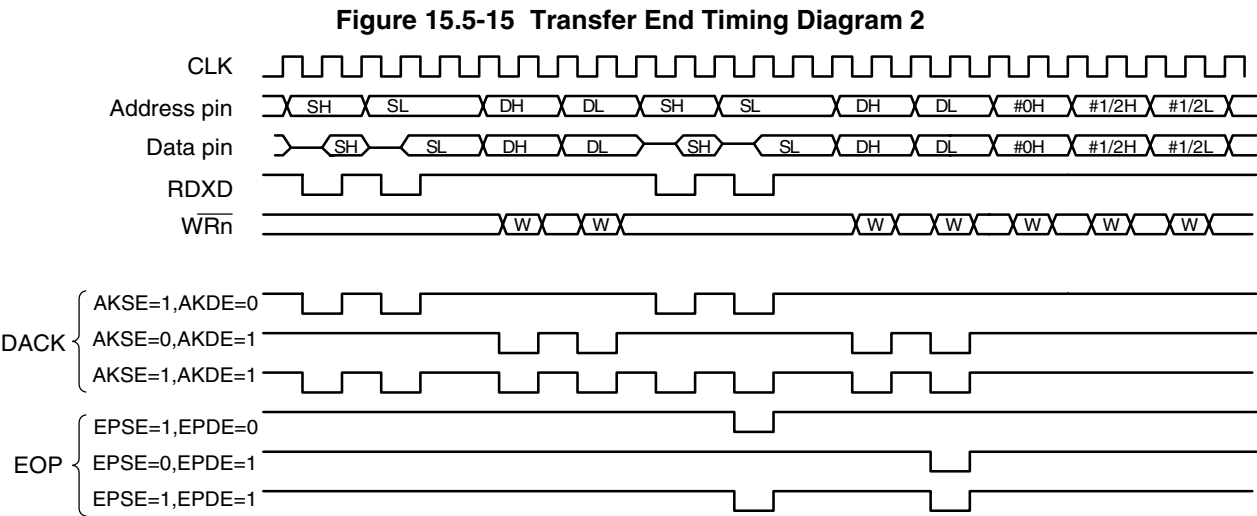 Figure 15.5-15 Transfer End Timing Diagram 2
CLK
Address pin SH SL DH DL SH SL DH DL #0H #1/2H #1/2L
Data pin SH SL DH DL SH SL DH DL #0H #1/2H #1/2L
RDXD
WRn W W W W W W W
DACK
AKSE=1,AKDE=0
AKSE=0,AKDE=1
AKSE=1,AKDE=1
EOP
EPSE=1,EPDE=0
EPSE=0,EPDE=1
EPSE=1,EPDE=1